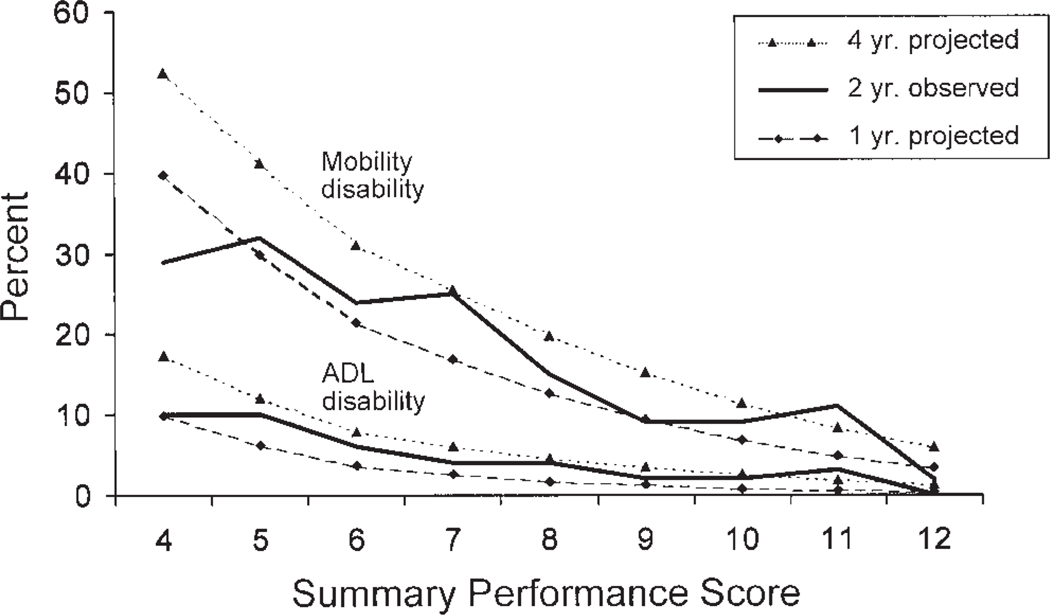 60
50
40
30
20
10
0
Percent
4 yr. projected
2 yr. observed
1 yr. projected
Mobility
disability
ADL
disability
4 5 6 7 8 9 10 11 12
Summary Performance Score